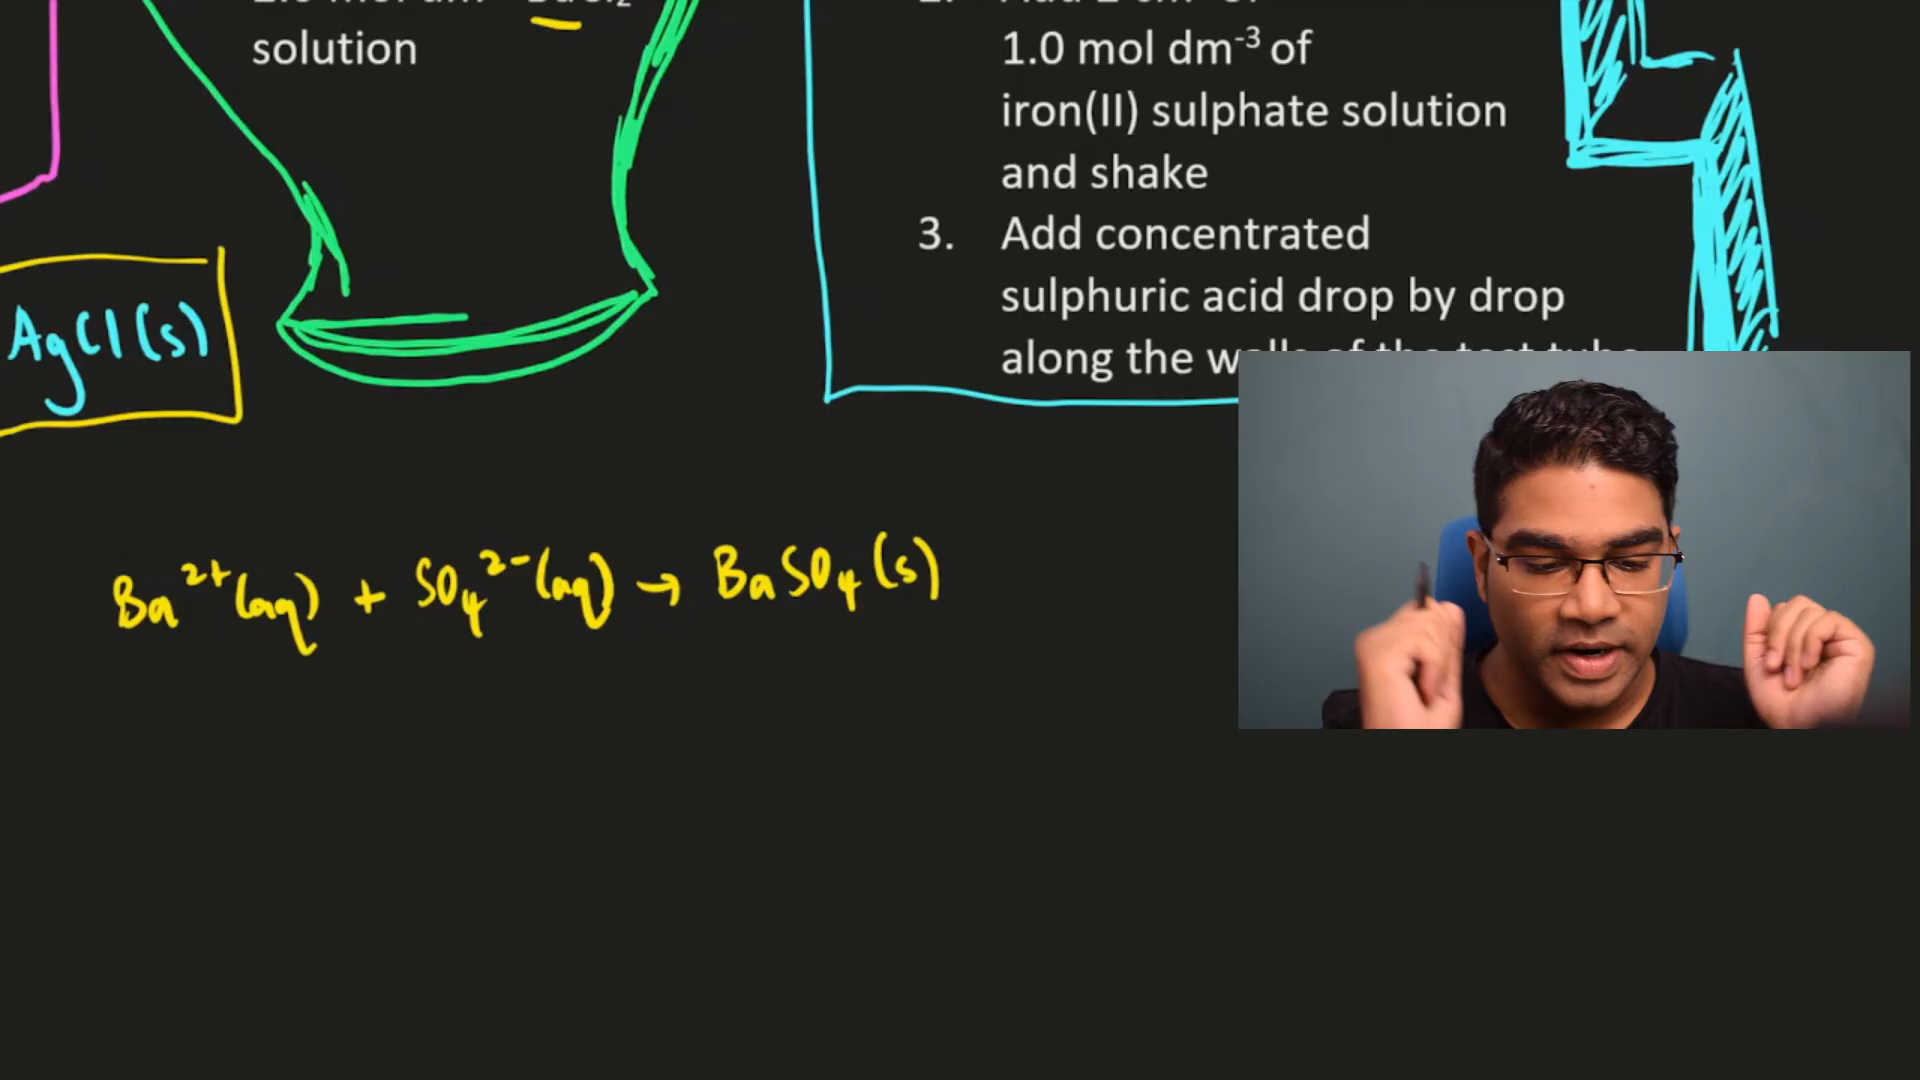 solution
1.0 mol dm⁻³ of
iron(II) sulphate solution
and shake
3. Add concentrated
sulphuric acid drop by drop
along the
AgCl(s)
Ba²⁺(aq) + SO₄²⁻(aq) → BaSO₄(s)